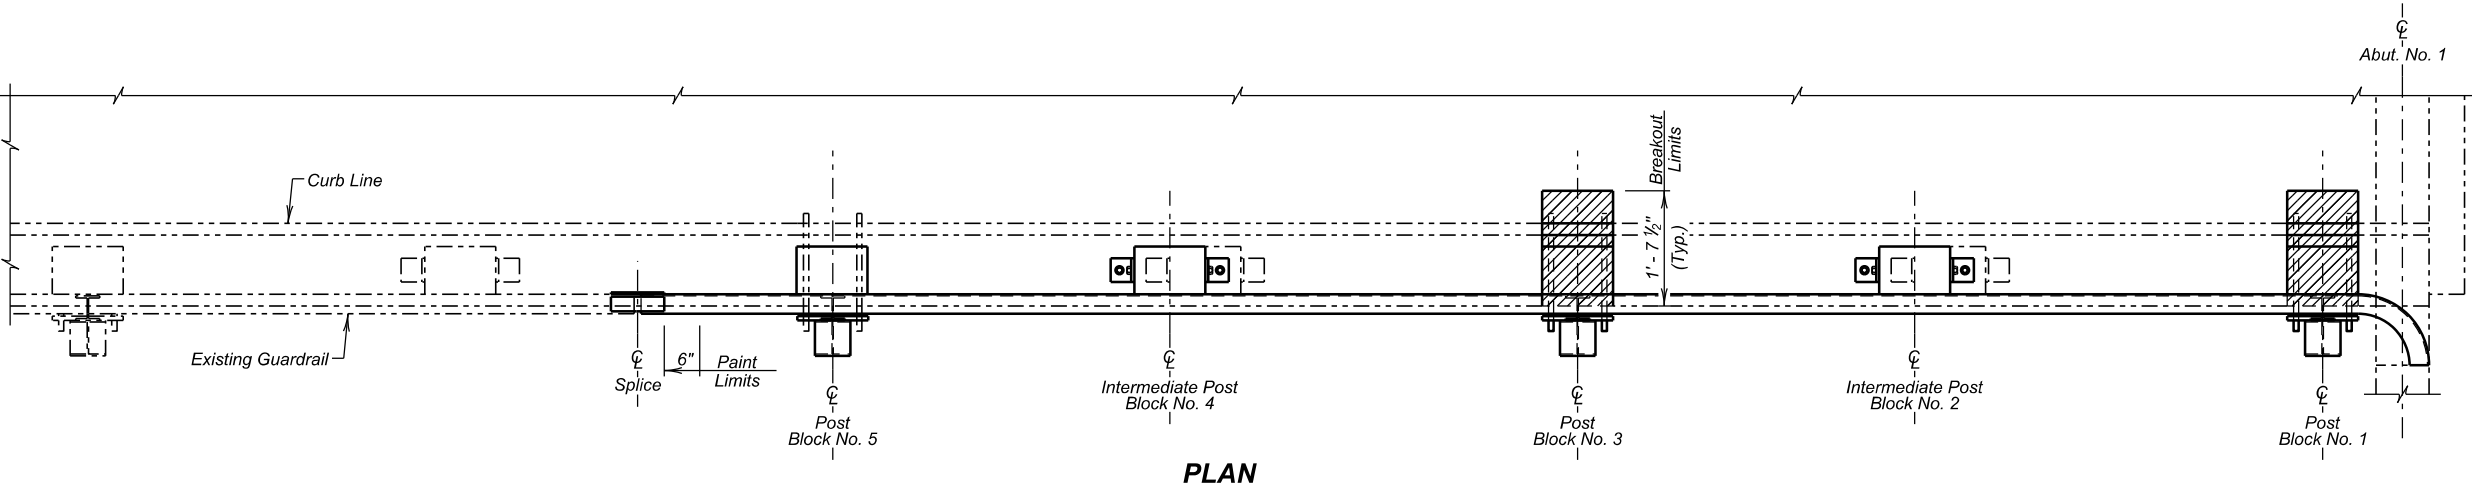 ℄
Abut. No. 1
Breakout
Limits
Curb Line
1' - 7 ½"
(Typ.)
Existing Guardrail
℄
Splice
6"
Paint
Limits
℄
Post
Block No. 5
℄
Intermediate Post
Block No. 4
℄
Post
Block No. 3
℄
Intermediate Post
Block No. 2
℄
Post
Block No. 1
PLAN